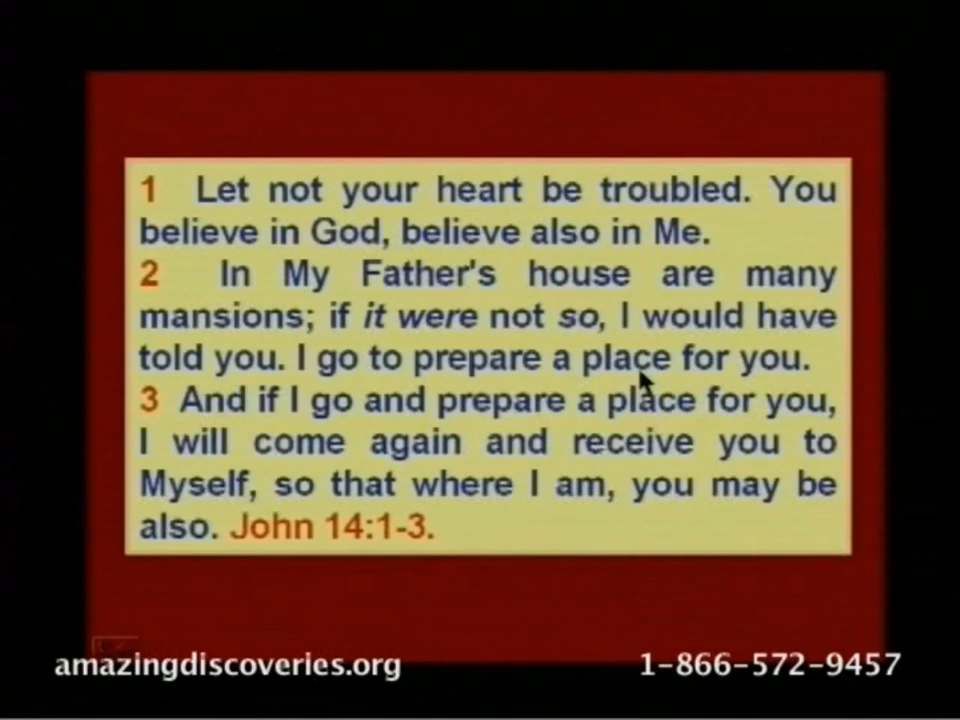 1 Let not your heart be troubled. You
believe in God, believe also in Me.
2 In My Father's house are many
mansions; if it were not so, I would have
told you. I go to prepare a place for you.
3 And if I go and prepare a place for you,
I will come again and receive you to
Myself, so that where I am, you may be
also. John 14:1-3.
amazingdiscoveries.org 1-866-572-9457